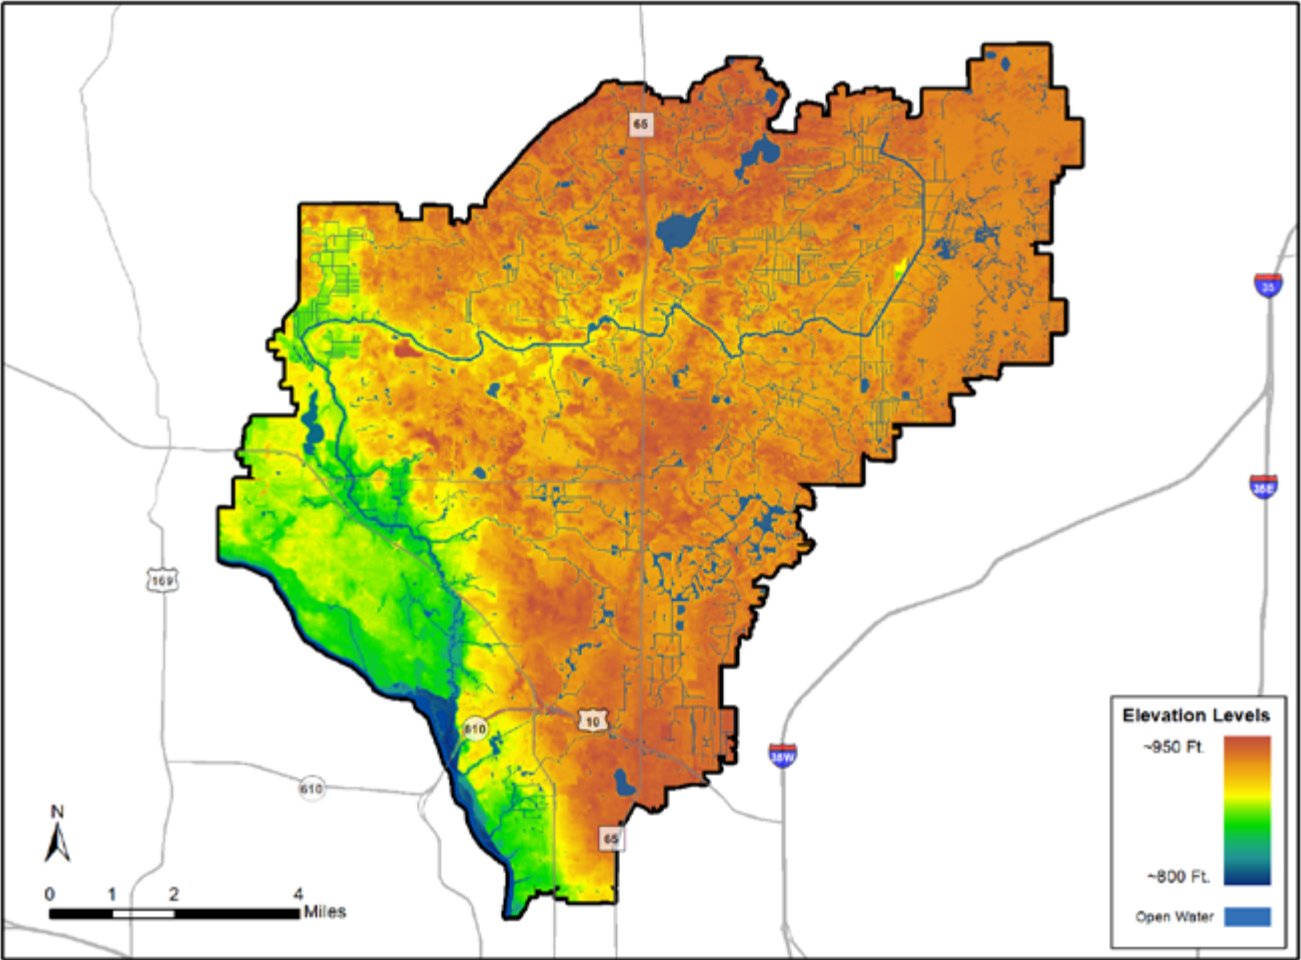 65
35
35E
169
610
10
610
35W
65
Elevation Levels
~950 Ft.
~800 Ft.
Open Water
N
0 1 2 4
Miles